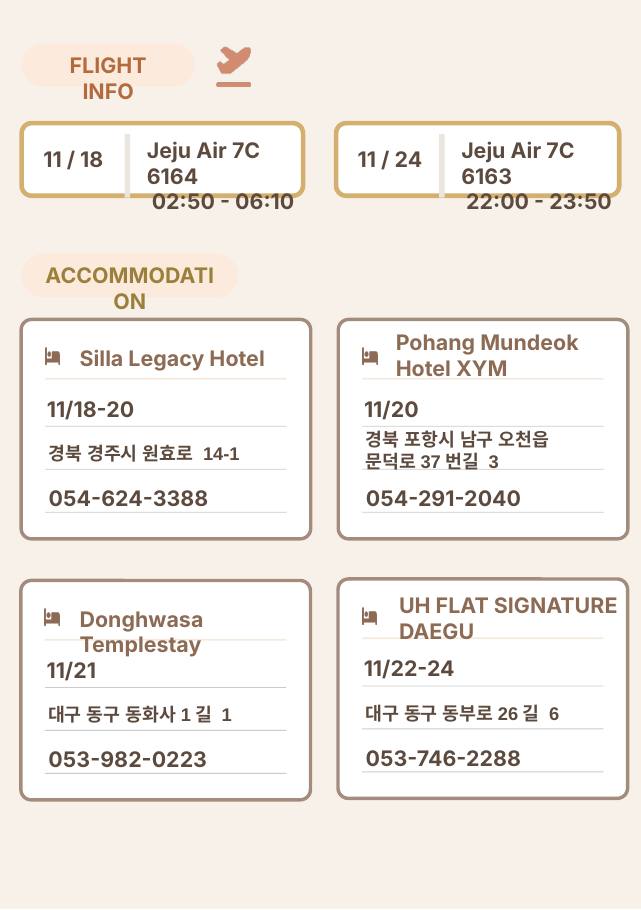 FLIGHT
INFO
11 / 18
Jeju Air 7C
6164
02:50 - 06:10
11 / 24
Jeju Air 7C
6163
22:00 - 23:50
ACCOMMODATI
ON
Silla Legacy Hotel
11/18-20
경북 경주시 원효로 14-1
054-624-3388
Pohang Mundeok
Hotel XYM
11/20
경북 포항시 남구 오천읍
문덕로 37 번길 3
054-291-2040
Donghwasa
Templestay
11/21
대구 동구 동화사 1 길 1
053-982-0223
UH FLAT SIGNATURE
DAEGU
11/22-24
대구 동구 동부로 26 길 6
053-746-2288